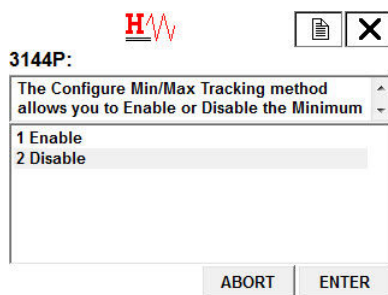 H
3144P:
The Configure Min/Max Tracking method
allows you to Enable or Disable the Minimum
1 Enable
2 Disable
ABORT ENTER